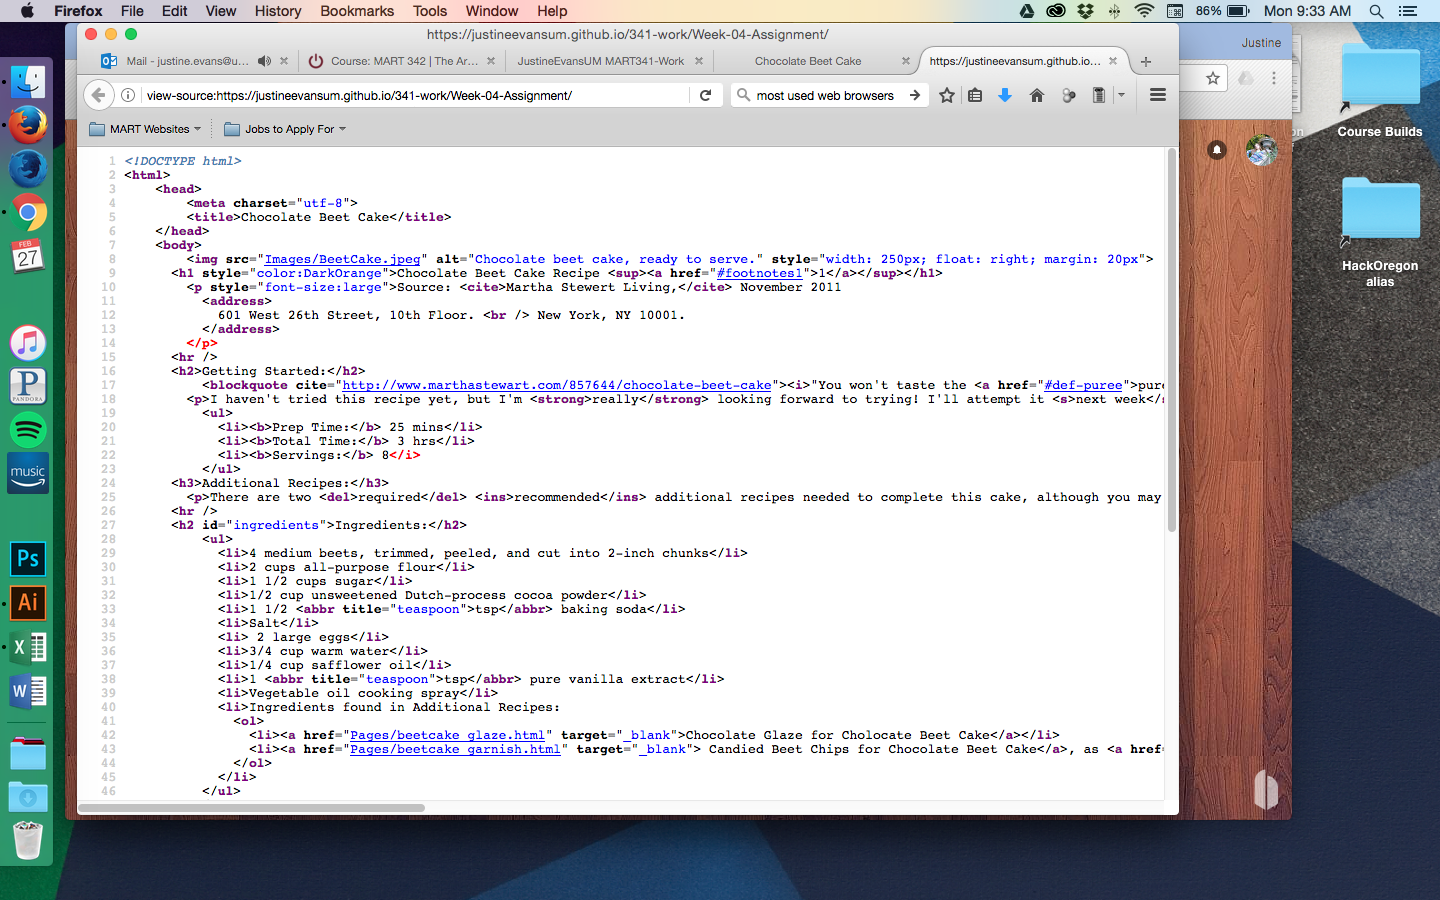 Firefox File Edit View History Bookmarks Tools Window Help 86% Mon 9:33 AM
https://justineevansum.github.io/341-work/Week-04-Assignment/
Mail - justine.evans@u... Course: MART 342 | The Ar... JustineEvansUM MART341-Work Chocolate Beet Cake https://justineevansum.github.io...
view-source:https://justineevansum.github.io/341-work/Week-04-Assignment/ most used web browsers
MART Websites Jobs to Apply For
1 <!DOCTYPE html>
2 <html>
3 <head>
4 <meta charset="utf-8">
5 <title>Chocolate Beet Cake</title>
6 </head>
7 <body>
8 <img src="Images/BeetCake.jpeg" alt="Chocolate beet cake, ready to serve." style="width: 250px; float: right; margin: 20px">
9 <h1 style="color:DarkOrange">Chocolate Beet Cake Recipe <sup><a href="#footnotes1">1</a></sup></h1>
10 <p style="font-size:large">Source: <cite>Martha Stewert Living,</cite> November 2011
11 <address>
12 601 West 26th Street, 10th Floor. <br /> New York, NY 10001.
13 </address>
14 </p>
15 <hr />
16 <h2>Getting Started:</h2>
17 <blockquote cite="http://www.marthastewart.com/857644/chocolate-beet-cake"><i>"You won't taste the <a href="#def-puree">pur
18 <p>I haven't tried this recipe yet, but I'm <strong>really</strong> looking forward to trying! I'll attempt it <s>next week</s
19 <ul>
20 <li><b>Prep Time:</b> 25 mins</li>
21 <li><b>Total Time:</b> 3 hrs</li>
22 <li><b>Servings:</b> 8</i>
23 </ul>
24 <h3>Additional Recipes:</h3>
25 <p>There are two <del>required</del> <ins>recommended</ins> additional recipes needed to complete this cake, although you may
26 <hr />
27 <h2 id="ingredients">Ingredients:</h2>
28 <ul>
29 <li>4 medium beets, trimmed, peeled, and cut into 2-inch chunks</li>
30 <li>2 cups all-purpose flour</li>
31 <li>1 1/2 cups sugar</li>
32 <li>1/2 cup unsweetened Dutch-process cocoa powder</li>
33 <li>1 1/2 <abbr title="teaspoon">tsp</abbr> baking soda</li>
34 <li>Salt</li>
35 <li> 2 large eggs</li>
36 <li>3/4 cup warm water</li>
37 <li>1/4 cup safflower oil</li>
38 <li>1 <abbr title="teaspoon">tsp</abbr> pure vanilla extract</li>
39 <li>Vegetable oil cooking spray</li>
40 <li>Ingredients found in Additional Recipes:
41 <ol>
42 <li><a href="Pages/beetcake_glaze.html" target="_blank">Chocolate Glaze for Cholocate Beet Cake</a></li>
43 <li><a href="Pages/beetcake_garnish.html" target="_blank"> Candied Beet Chips for Chocolate Beet Cake</a>, as <a href=
44 </ol>
45 </li>
46 </ul>
Justine
Course Builds
HackOregon
alias
FEB
27
PANDORA
music
Ps
Ai
X
W